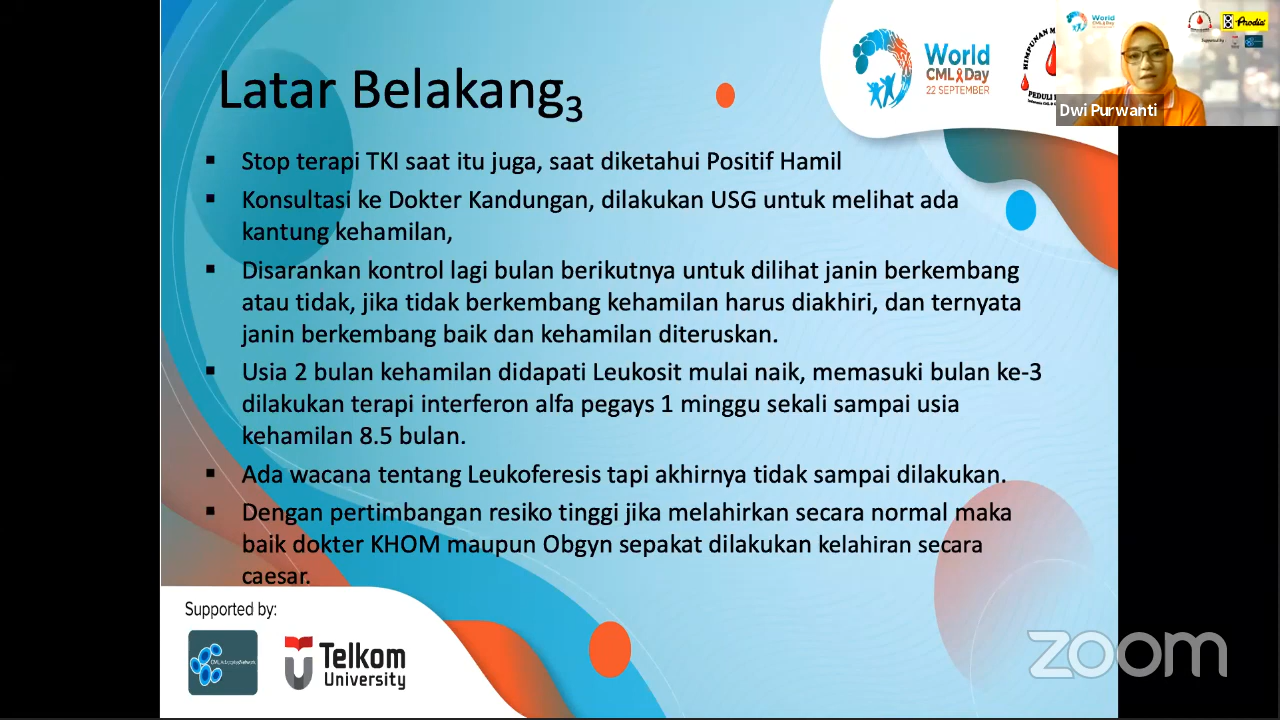 Latar Belakang3
World
CML Day
22 SEPTEMBER
HIMPUNAN M
PEDULI
World
CML Day
Prodia
Dwi Purwanti
▪ Stop terapi TKI saat itu juga, saat diketahui Positif Hamil
▪ Konsultasi ke Dokter Kandungan, dilakukan USG untuk melihat ada
kantung kehamilan,
▪ Disarankan kontrol lagi bulan berikutnya untuk dilihat janin berkembang
atau tidak, jika tidak berkembang kehamilan harus diakhiri, dan ternyata
janin berkembang baik dan kehamilan diteruskan.
▪ Usia 2 bulan kehamilan didapati Leukosit mulai naik, memasuki bulan ke-3
dilakukan terapi interferon alfa pegays 1 minggu sekali sampai usia
kehamilan 8.5 bulan.
▪ Ada wacana tentang Leukoferesis tapi akhirnya tidak sampai dilakukan.
▪ Dengan pertimbangan resiko tinggi jika melahirkan secara normal maka
baik dokter KHOM maupun Obgyn sepakat dilakukan kelahiran secara
caesar.
Supported by:
Telkom
University
zoom